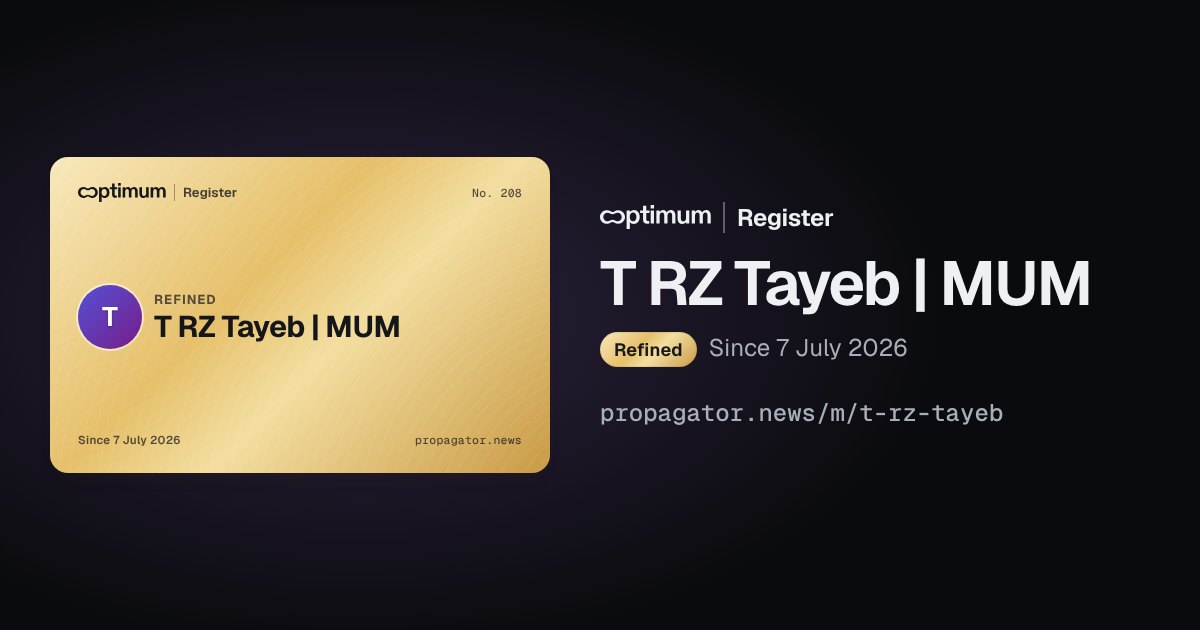 optimum | Register
No. 208
T
REFINED
T RZ Tayeb | MUM
Since 7 July 2026
propagator.news
optimum | Register
T RZ Tayeb | MUM
Refined
Since 7 July 2026
propagator.news/m/t-rz-tayeb